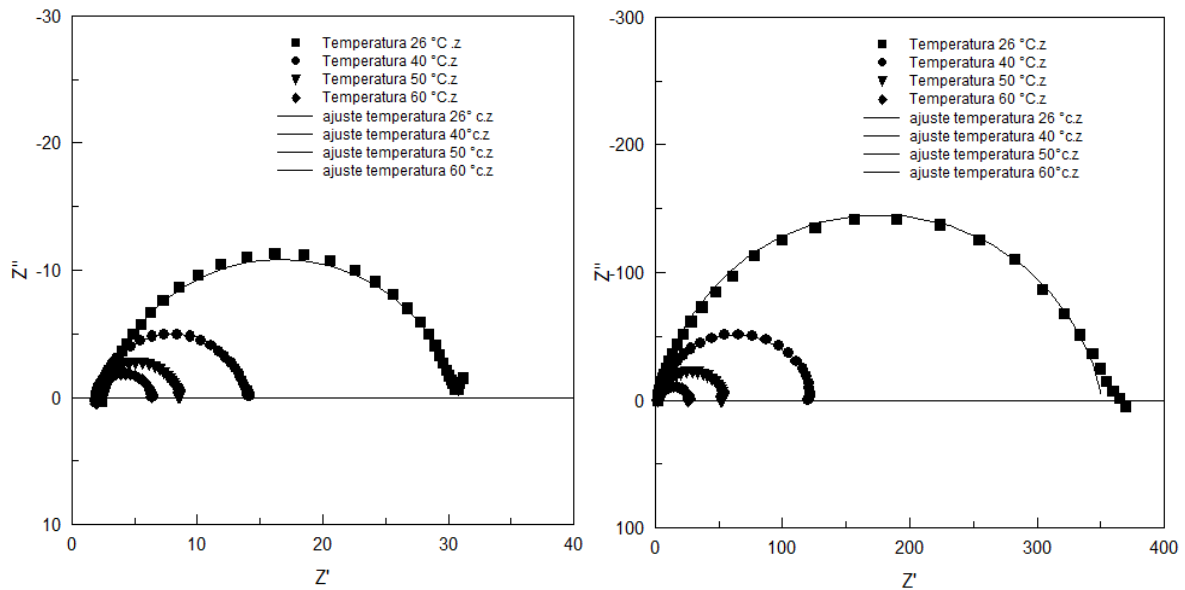 -30
-20
-10
0
10
Z''
Temperatura 26 °C .z
Temperatura 40 °C.z
Temperatura 50 °C.z
Temperatura 60 °C.z
ajuste temperatura 26° c.z
ajuste temperatura 40°c.z
ajuste temperatura 50 °c.z
ajuste temperatura 60 °c.z
0 10 20 30 40
Z'
-300
-200
-100
0
100
Z''
Temperatura 26 °C.z
Temperatura 40 °C.z
Temperatura 50 °C.z
Temperatura 60 °C.z
ajuste temperatura 26 °c.z
ajuste temperatura 40 °c.z
ajuste temperatura 50°c.z
ajuste temperatura 60°c.z
0 100 200 300 400
Z'